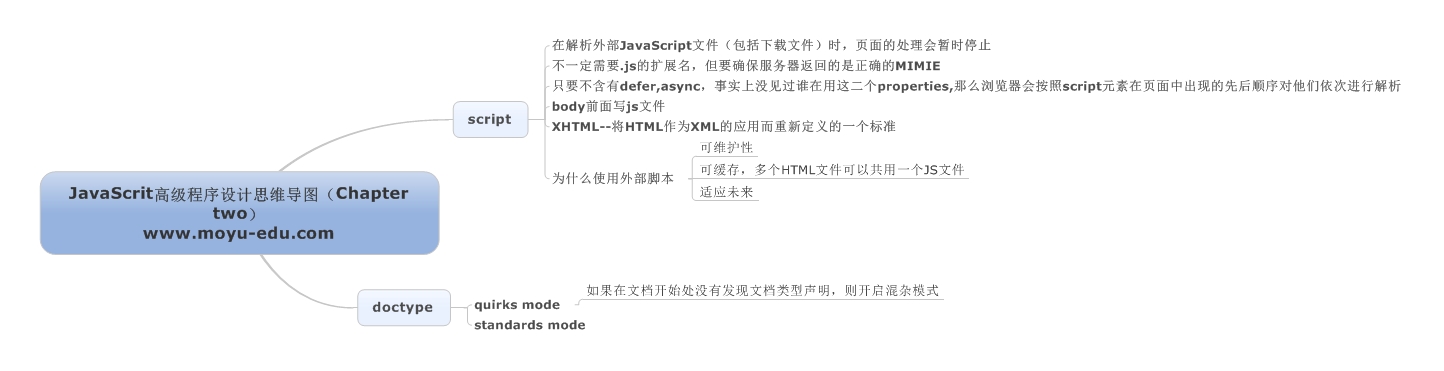 JavaScrit高级程序设计思维导图（Chapter
two）
www.moyu-edu.com
script
在解析外部JavaScript文件（包括下载文件）时，页面的处理会暂时停止
不一定需要.js的扩展名，但要确保服务器返回的是正确的MIMIE
只要不含有defer,async，事实上没见过谁在用这二个properties,那么浏览器会按照script元素在页面中出现的先后顺序对他们依次进行解析
body前面写js文件
XHTML--将HTML作为XML的应用而重新定义的一个标准
为什么使用外部脚本
可维护性
可缓存，多个HTML文件可以共用一个JS文件
适应未来
doctype
quirks mode
如果在文档开始处没有发现文档类型声明，则开启混杂模式
standards mode